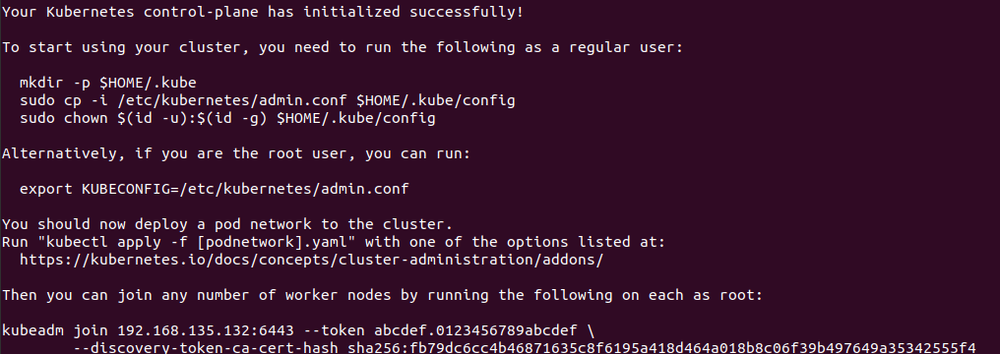 Your Kubernetes control-plane has initialized successfully!
To start using your cluster, you need to run the following as a regular user:
mkdir -p $HOME/.kube
sudo cp -i /etc/kubernetes/admin.conf $HOME/.kube/config
sudo chown $(id -u):$(id -g) $HOME/.kube/config
Alternatively, if you are the root user, you can run:
export KUBECONFIG=/etc/kubernetes/admin.conf
You should now deploy a pod network to the cluster.
Run "kubectl apply -f [podnetwork].yaml" with one of the options listed at:
https://kubernetes.io/docs/concepts/cluster-administration/addons/
Then you can join any number of worker nodes by running the following on each as root:
kubeadm join 192.168.135.132:6443 --token abcdef.0123456789abcdef \
--discovery-token-ca-cert-hash sha256:fb79dc6cc4b46871635c8f6195a418d464a018b8c06f39b497649a35342555f4